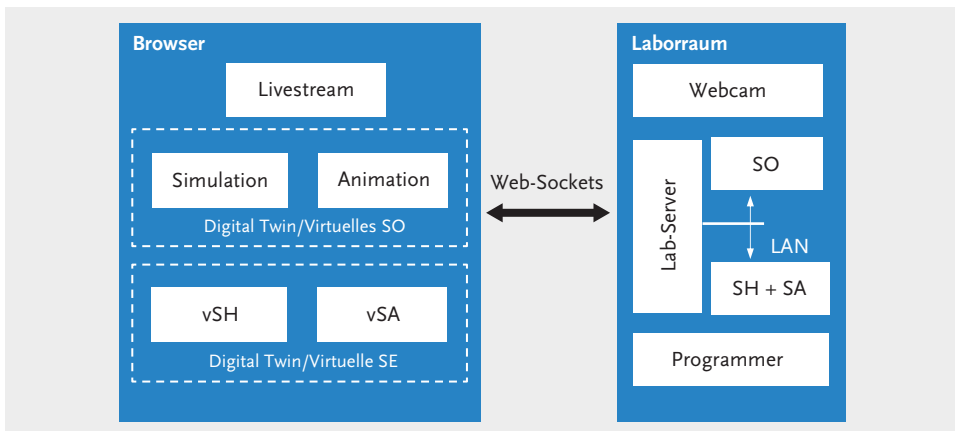 Browser
Livestream
Simulation
Animation
Digital Twin/Virtuelles SO
vSH
vSA
Digital Twin/Virtuelle SE
Web-Sockets
Laborraum
Webcam
Lab-Server
SO
LAN
SH + SA
Programmer